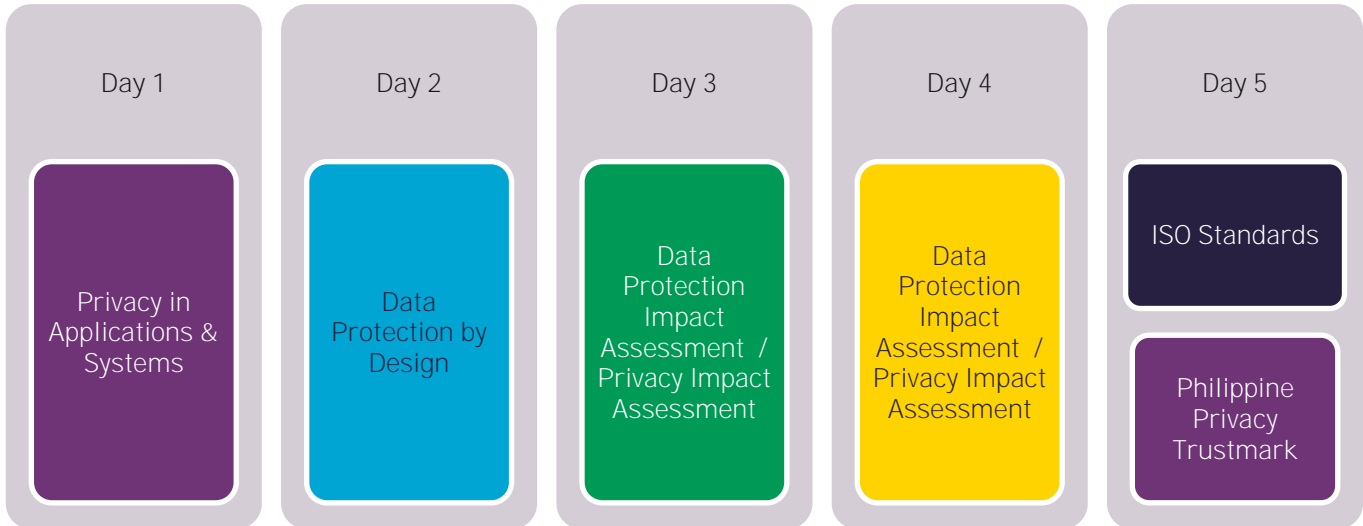 Day 1
Privacy in
Applications &
Systems
Day 2
Data
Protection by
Design
Day 3
Data
Protection
Impact
Assessment /
Privacy Impact
Assessment
Day 4
Data
Protection
Impact
Assessment /
Privacy Impact
Assessment
Day 5
ISO Standards
Philippine
Privacy
Trustmark